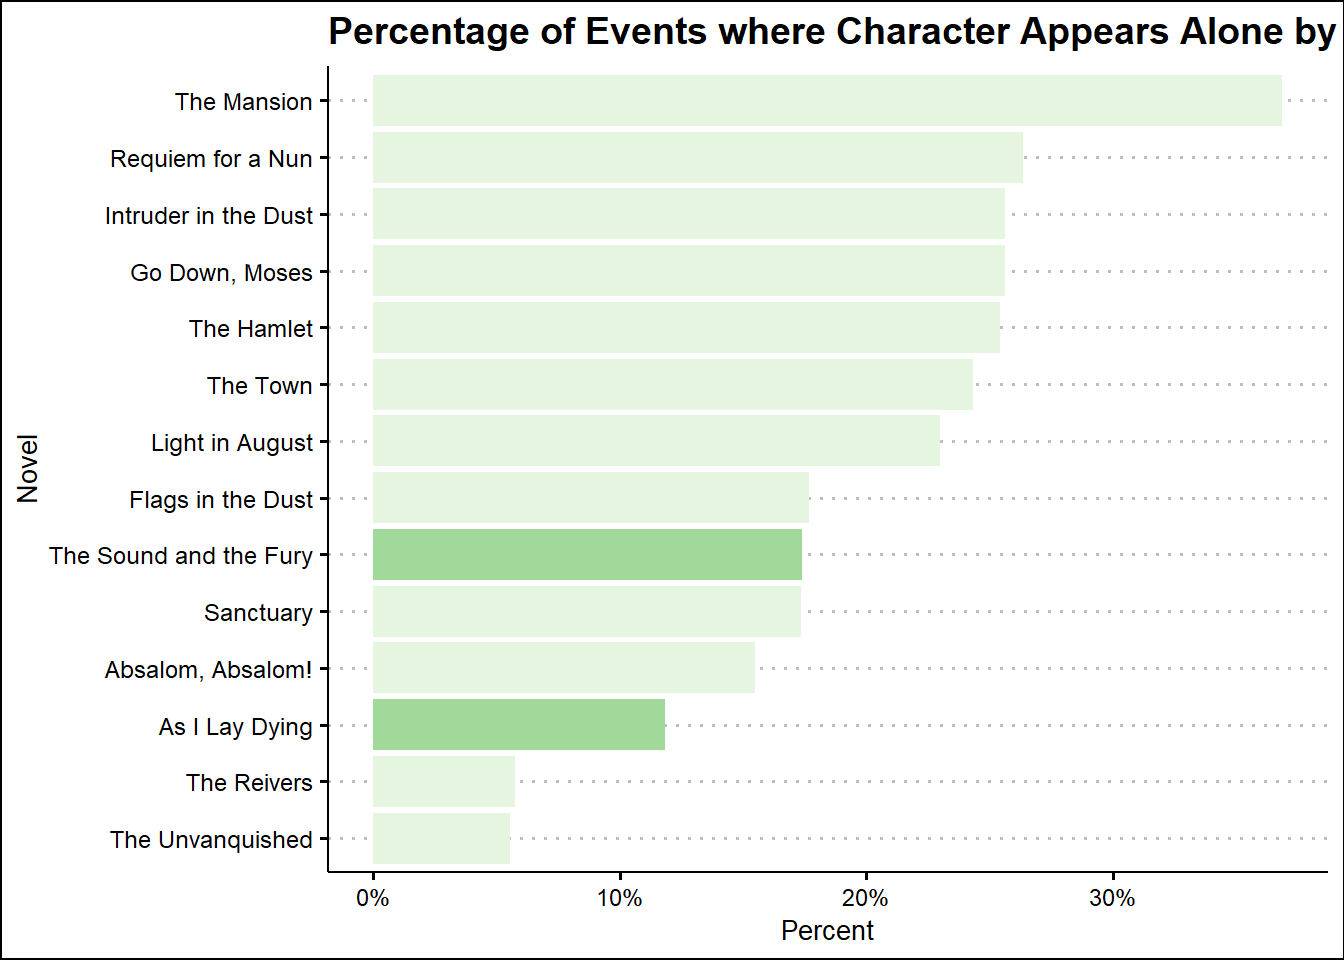 Percentage of Events where Character Appears Alone by
The Mansion
Requiem for a Nun
Intruder in the Dust
Go Down, Moses
The Hamlet
The Town
Light in August
Flags in the Dust
The Sound and the Fury
Sanctuary
Absalom, Absalom!
As I Lay Dying
The Reivers
The Unvanquished
Novel
0% 10% 20% 30%
Percent